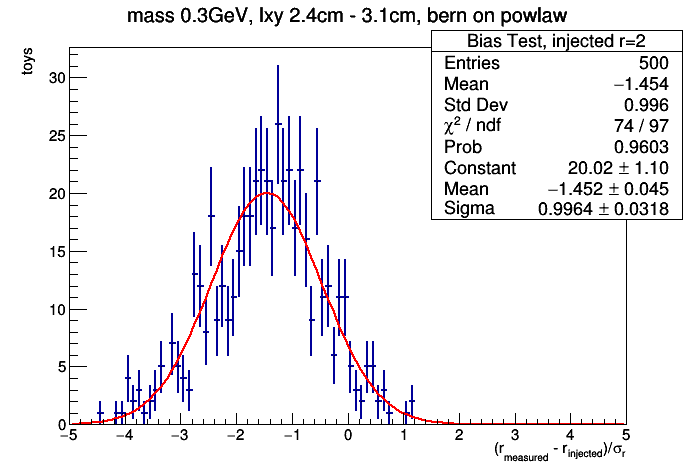 mass 0.3GeV, lxy 2.4cm - 3.1cm, bern on powlaw
Bias Test, injected r=2
Entries 500
Mean −1.454
Std Dev 0.996
χ² / ndf 74 / 97
Prob 0.9603
Constant 20.02 ± 1.10
Mean −1.452 ± 0.045
Sigma 0.9964 ± 0.0318
toys
30
25
20
15
10
5
0
−5 −4 −3 −2 −1 0 1 2 3 4 5
(r_measured - r_injected)/σ_r